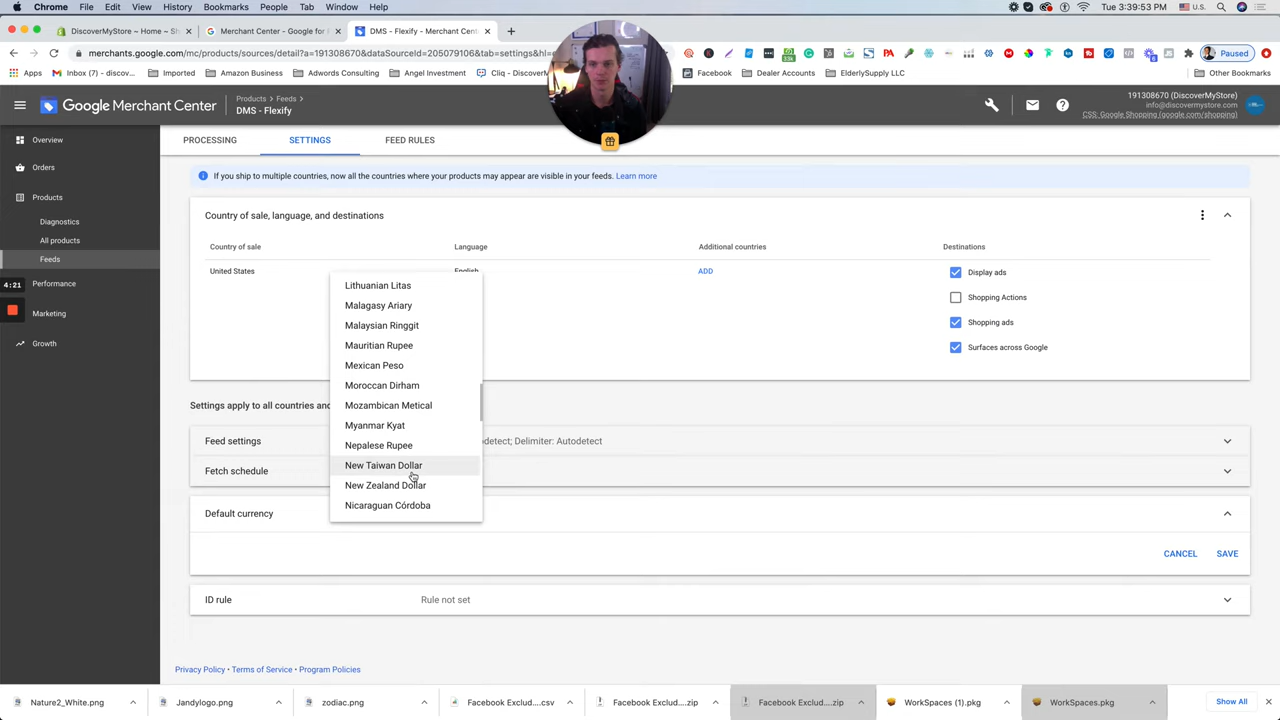 Chrome File Edit View History Bookmarks People Tab Window Help U.S. Tue 3:39:53 PM
DiscoverMyStore ~ Home ~ Sh
Merchant Center - Google for
DMS - Flexify - Merchant Cente
merchants.google.com/mc/products/sources/detail?a=191308670&dataSourceId=205079106&tab=settings&hl=e
Paused
Apps Inbox (7) - discov... Imported Amazon Business Adwords Consulting Angel Investment Cliq - Discovermys... Facebook Dealer Accounts ElderlySupply LLC Other Bookmarks
Google Merchant Center
Products > Feeds >
DMS - Flexify
191308670 (DiscoverMyStore)
info@discovermystore.com
CSS: Google Shopping (google.com/shopping)
Overview
Orders
Products
Diagnostics
All products
Feeds
Performance
Marketing
Growth
4:21
PROCESSING SETTINGS FEED RULES
If you ship to multiple countries, now all the countries where your products may appear are visible in your feeds. Learn more
Country of sale, language, and destinations
Country of sale Language Additional countries Destinations
United States English ADD Display ads
Shopping Actions
Shopping ads
Surfaces across Google
Lithuanian Litas
Malagasy Ariary
Malaysian Ringgit
Mauritian Rupee
Mexican Peso
Moroccan Dirham
Mozambican Metical
Myanmar Kyat
Nepalese Rupee
New Taiwan Dollar
New Zealand Dollar
Nicaraguan Córdoba
Settings apply to all countries and
Feed settings etect; Delimiter: Autodetect
Fetch schedule
Default currency
CANCEL SAVE
ID rule Rule not set
Privacy Policy • Terms of Service • Program Policies
Nature2_White.png Jandylogo.png zodiac.png Facebook Exclud....csv Facebook Exclud....zip Facebook Exclud....zip WorkSpaces (1).pkg WorkSpaces.pkg Show All